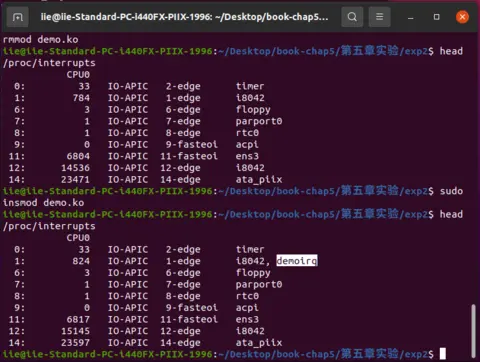 iie@iie-Standard-PC-i440FX-PIIX-1996: ~/Desktop/book-chap5...
rmmod demo.ko
iie@iie-Standard-PC-i440FX-PIIX-1996:~/Desktop/book-chap5/第五章实验/exp2$ head
/proc/interrupts
CPU0
0: 33 IO-APIC 2-edge timer
1: 784 IO-APIC 1-edge i8042
6: 3 IO-APIC 6-edge floppy
7: 1 IO-APIC 7-edge parport0
8: 1 IO-APIC 8-edge rtc0
9: 0 IO-APIC 9-fasteoi acpi
11: 6804 IO-APIC 11-fasteoi ens3
12: 14536 IO-APIC 12-edge i8042
14: 23471 IO-APIC 14-edge ata_piix
iie@iie-Standard-PC-i440FX-PIIX-1996:~/Desktop/book-chap5/第五章实验/exp2$ sudo
insmod demo.ko
iie@iie-Standard-PC-i440FX-PIIX-1996:~/Desktop/book-chap5/第五章实验/exp2$ head
/proc/interrupts
CPU0
0: 33 IO-APIC 2-edge timer
1: 824 IO-APIC 1-edge i8042, demoirq
6: 3 IO-APIC 6-edge floppy
7: 1 IO-APIC 7-edge parport0
8: 1 IO-APIC 8-edge rtc0
9: 0 IO-APIC 9-fasteoi acpi
11: 6817 IO-APIC 11-fasteoi ens3
12: 15145 IO-APIC 12-edge i8042
14: 23597 IO-APIC 14-edge ata_piix
iie@iie-Standard-PC-i440FX-PIIX-1996:~/Desktop/book-chap5/第五章实验/exp2$